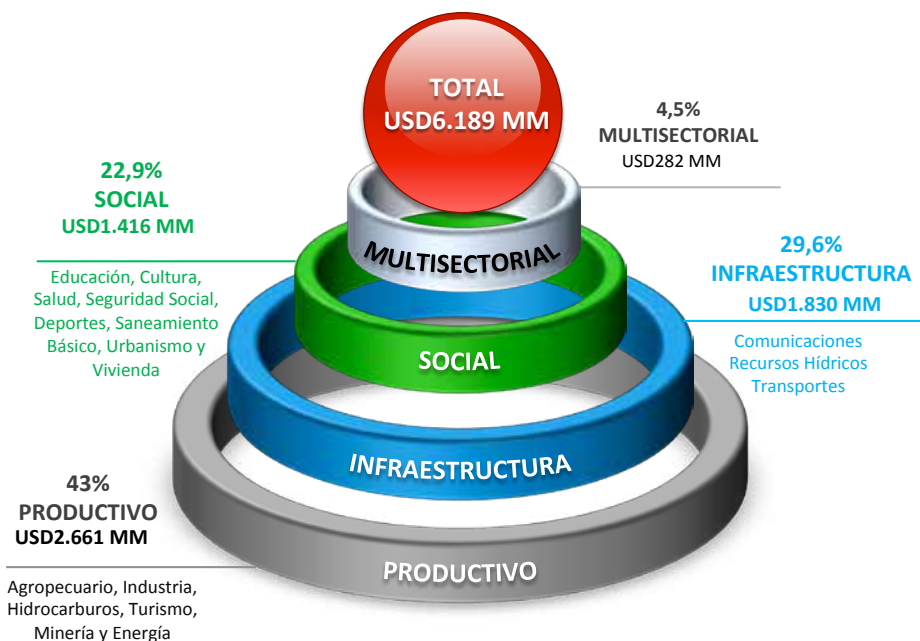 TOTAL
USD6.189 MM
4,5%
MULTISECTORIAL
USD282 MM
22,9%
SOCIAL
USD1.416 MM
Educación, Cultura,
Salud, Seguridad Social,
Deportes, Saneamiento
Básico, Urbanismo y
Vivienda
29,6%
INFRAESTRUCTURA
USD1.830 MM
Comunicaciones
Recursos Hídricos
Transportes
MULTISECTORIAL
SOCIAL
INFRAESTRUCTURA
PRODUCTIVO
43%
PRODUCTIVO
USD2.661 MM
Agropecuario, Industria,
Hidrocarburos, Turismo,
Minería y Energía